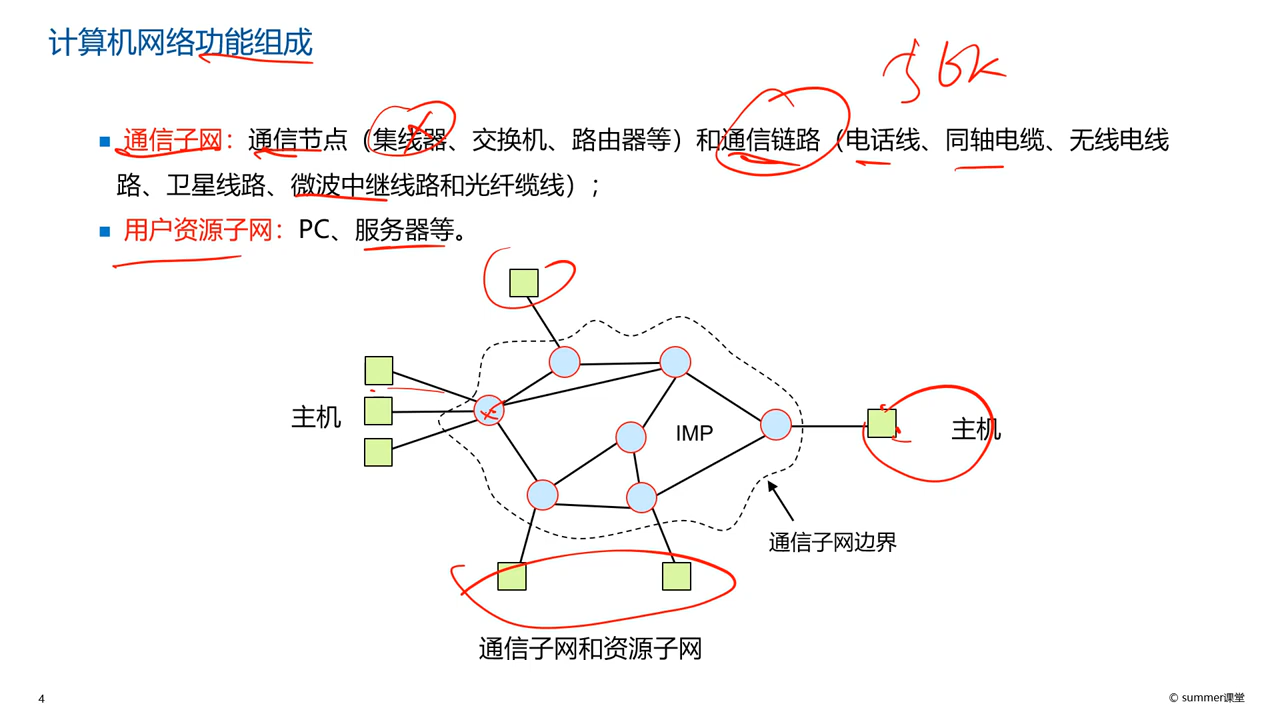 计算机网络功能组成
通信子网：通信节点（集线器、交换机、路由器等）和通信链路（电话线、同轴电缆、无线电线
路、卫星线路、微波中继线路和光纤缆线）；
用户资源子网：PC、服务器等。
主机
IMP
主机
通信子网边界
通信子网和资源子网
4
© summer课堂